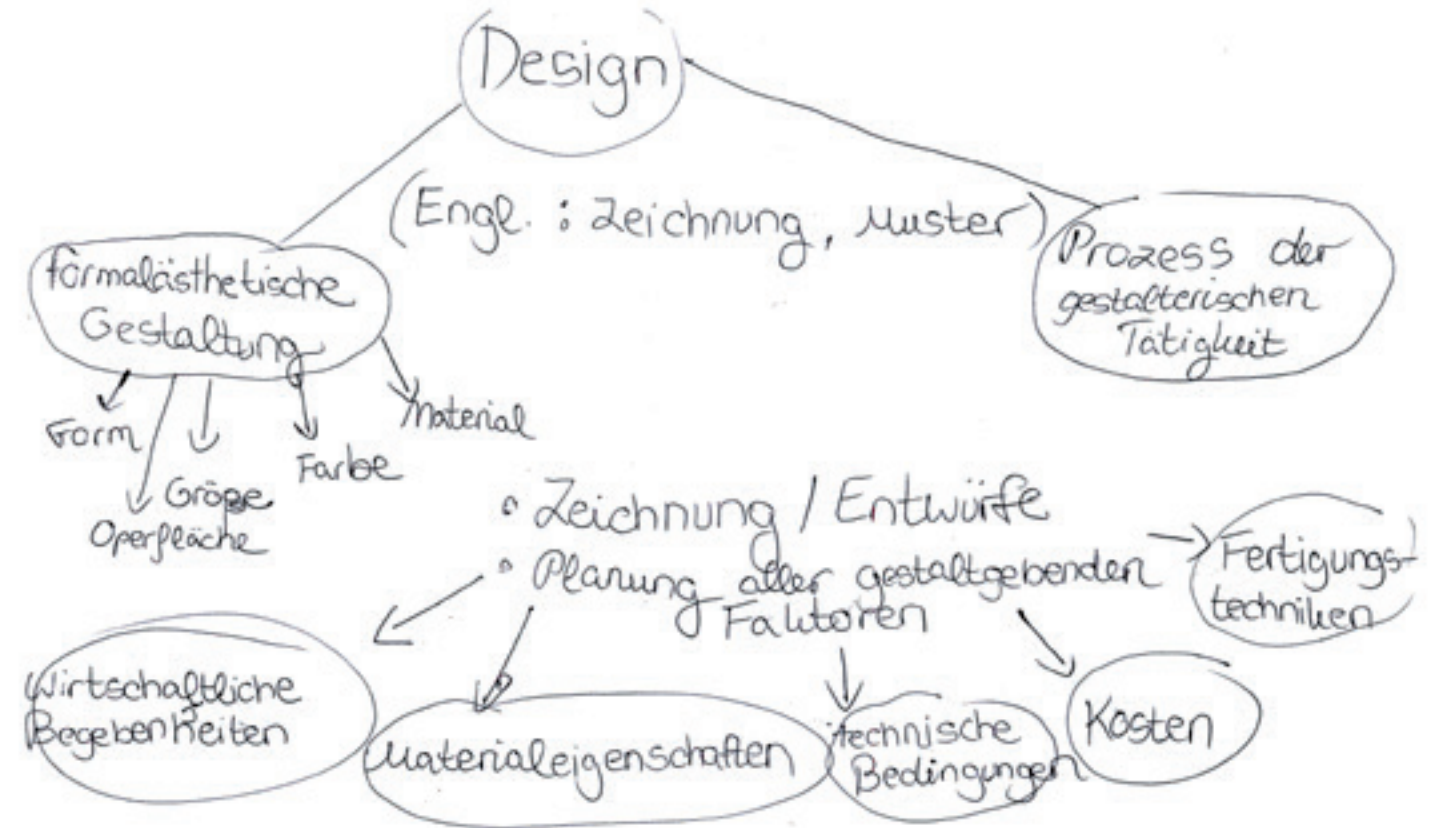 Design
(Engl. : Zeichnung, Muster)
formalästhetische
Gestaltung
Prozess der
gestalterischen
Tätigkeit
Form
Material
Farbe
Größe
Operfläche
• Zeichnung / Entwürfe
• Planung aller gestaltgebenden
Faktoren
Fertigungs-
techniken
Wirtschaftliche
Begebenheiten
Materialeigenschaften
technische
Bedingungen
Kosten